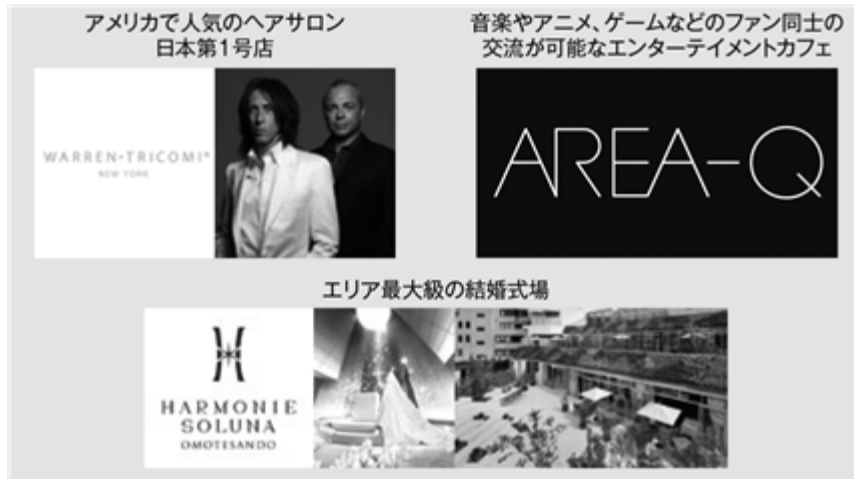 アメリカで人気のヘアサロン
日本第1号店
音楽やアニメ、ゲームなどのファン同士の
交流が可能なエンターテイメントカフェ
WARREN•TRICOMI®
NEW YORK
AREA-Q
エリア最大級の結婚式場
HARMONIE
SOLUNA
OMOTESANDO